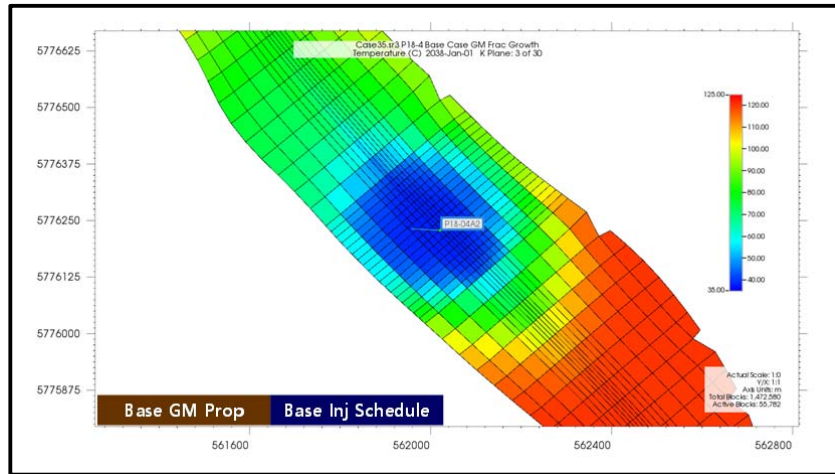 Case35.sr3 P18-4 Base Case GM Frac Growth
Temperature (C) 2038-Jan-01 K Plane: 3 of 30
5776625
5776500
5776375
5776250
5776125
5776000
5775875
P18-04A2
125.00
120.00
110.00
100.00
90.00
80.00
70.00
60.00
50.00
40.00
35.00
Actual Scale: 1:0
Y/X: 1:1
Axis Units: m
Total Blocks: 1,472,580
Active Blocks: 55,782
Base GM Prop
Base Inj Schedule
561600
562000
562400
562800